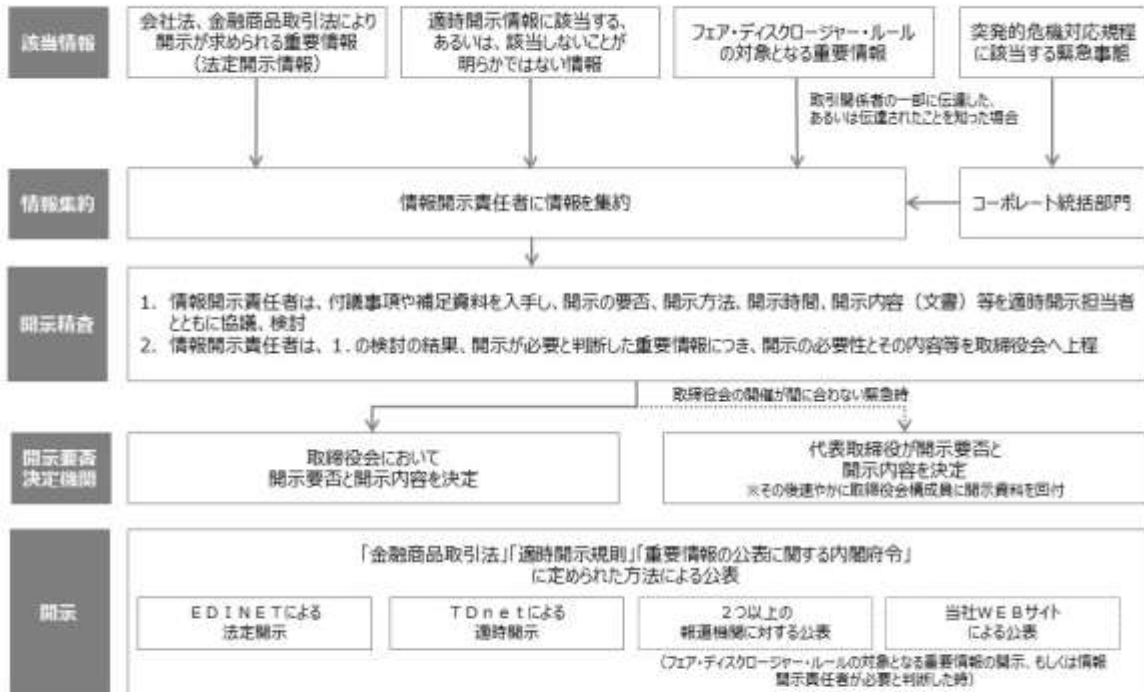 該当情報
会社法、金融商品取引法により
開示が求められる重要情報
（法定開示情報）
適時開示情報に該当する、
あるいは、該当しないことが
明らかではない情報
フェア・ディスクロージャー・ルール
の対象となる重要情報
突発的危機対応規程
に該当する緊急事態
取引関係者の一部に伝達した、
あるいは伝達されたことを知った場合
情報集約
情報開示責任者に情報を集約
コーポレート統括部門
開示精査
1. 情報開示責任者は、付議事項や補足資料を入手し、開示の要否、開示方法、開示時間、開示内容（文書）等を適時開示担当者
とともに協議、検討
2. 情報開示責任者は、１．の検討の結果、開示が必要と判断した重要情報につき、開示の必要性とその内容等を取締役会へ上程
取締役会の開催が間に合わない緊急時
開示要否
決定機関
取締役会において
開示要否と開示内容を決定
代表取締役が開示要否と
開示内容を決定
※その後速やかに取締役会構成員に開示資料を回付
開示
「金融商品取引法」「適時開示規則」「重要情報の公表に関する内閣府令」
に定められた方法による公表
ＥＤＩＮＥＴによる
法定開示
ＴＤｎｅｔによる
適時開示
２つ以上の
報道機関に対する公表
当社ＷＥＢサイト
による公表
（フェア・ディスクロージャー・ルールの対象となる重要情報の開示、もしくは情報
開示責任者が必要と判断した時）